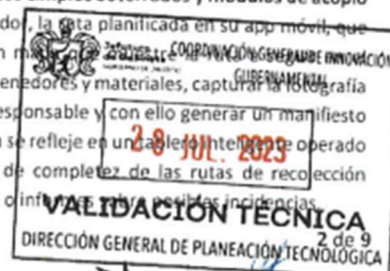 dor, la ruta planificada en su app móvil, que
COORDINACIÓN GENERAL DE INNOVACIÓN
GUBERNAMENTAL
enedores y materiales, capturar la fotografía
esponsable y con ello generar un manifiesto
28 JUL. 2023
se refleje en un tablero inteligente operado
de completez de las rutas de recolección
o informes sobre posibles incidencias.
VALIDACIÓN TÉCNICA
2 de 9
DIRECCIÓN GENERAL DE PLANEACIÓN TECNOLÓGICA